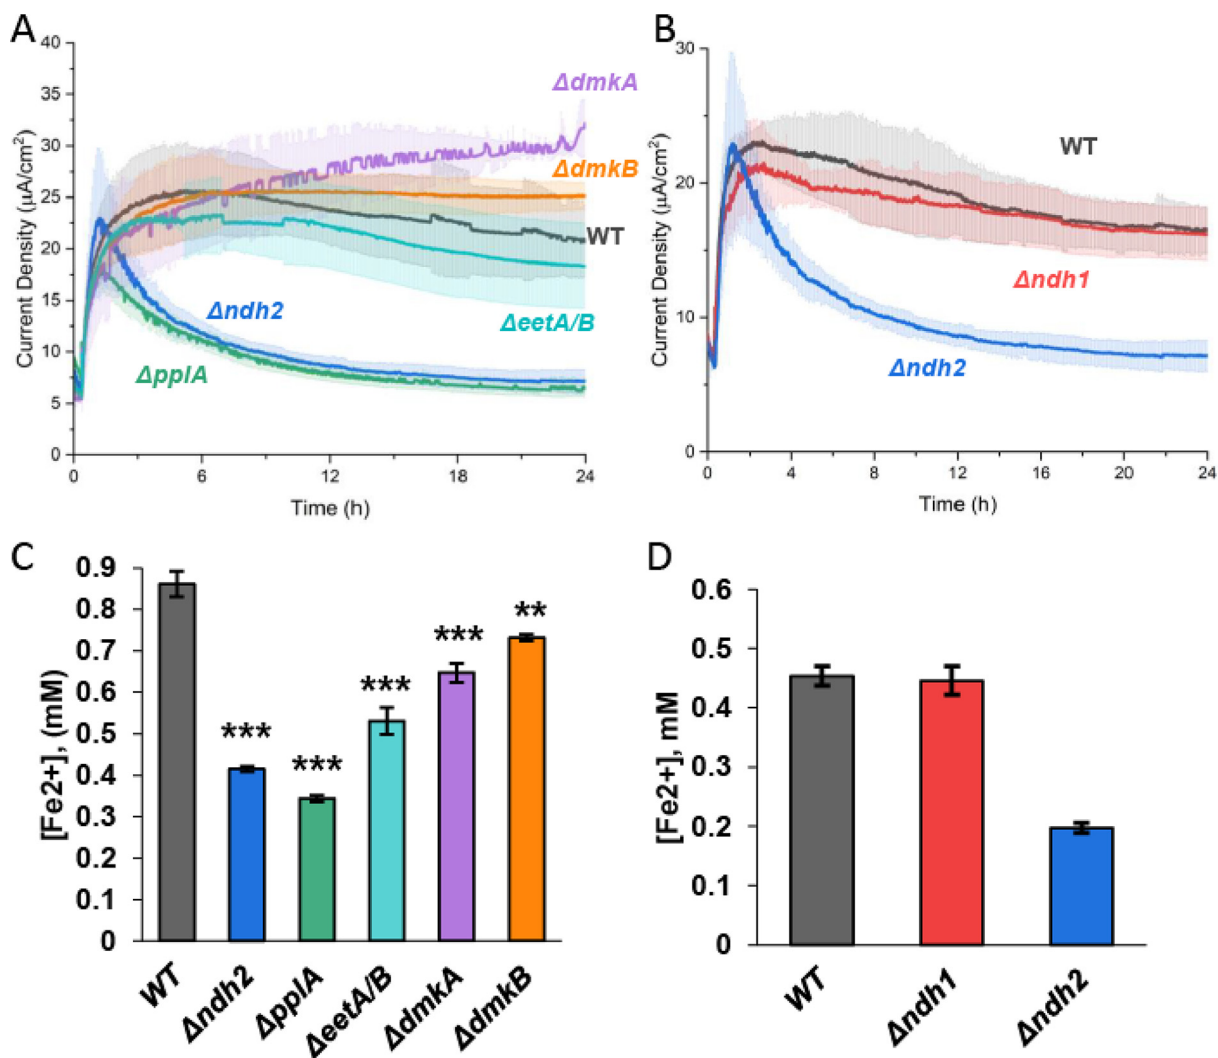 A
40
35
30
25
20
15
10
5
0
Current Density (µA/cm²)
0
6
12
18
24
Time (h)
ΔdmkA
ΔdmkB
WT
ΔeetA/B
Δndh2
ΔpplA
B
30
20
10
0
Current Density (µA/cm²)
0
4
8
12
16
20
24
Time (h)
WT
Δndh1
Δndh2
C
0.9
0.8
0.7
0.6
0.5
0.4
0.3
0.2
0.1
0
[Fe2+], (mM)
***
***
***
***
**
WT
Δndh2
ΔpplA
ΔeetA/B
ΔdmkA
ΔdmkB
D
0.6
0.5
0.4
0.3
0.2
0.1
0
[Fe2+], mM
WT
Δndh1
Δndh2